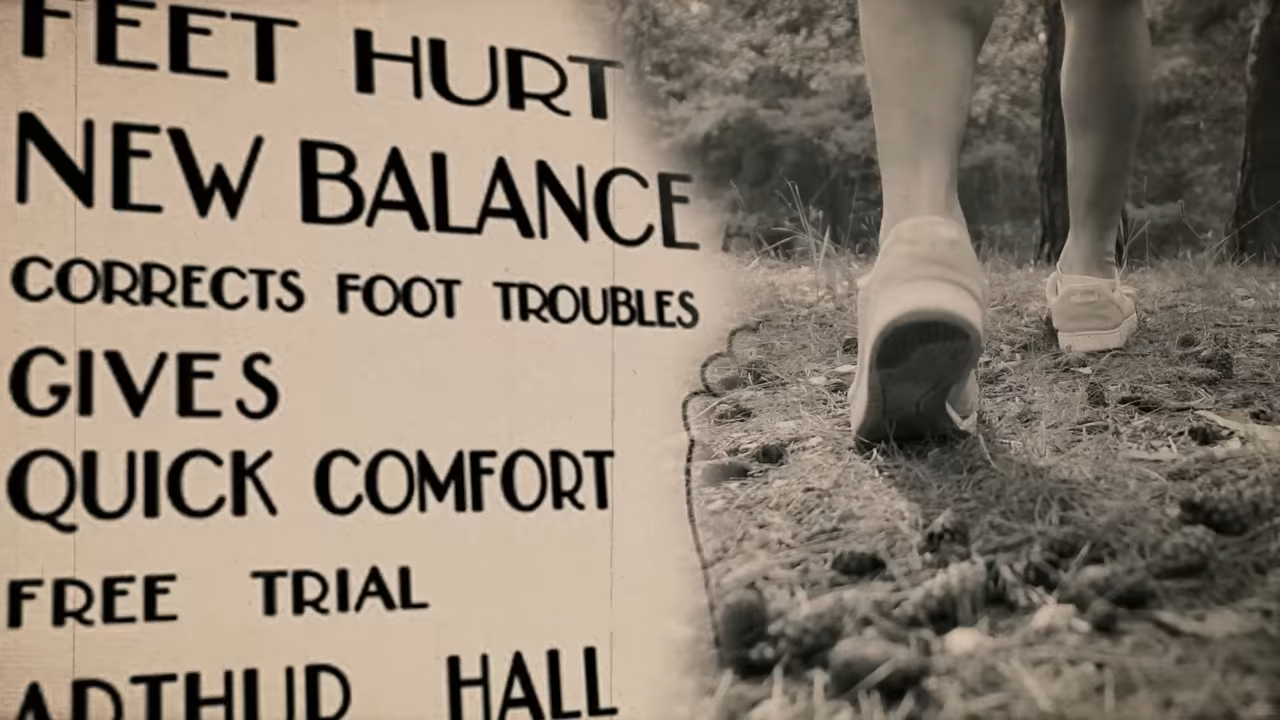 FEET HURT
NEW BALANCE
CORRECTS FOOT TROUBLES
GIVES
QUICK COMFORT
FREE TRIAL
ARTHUR HALL